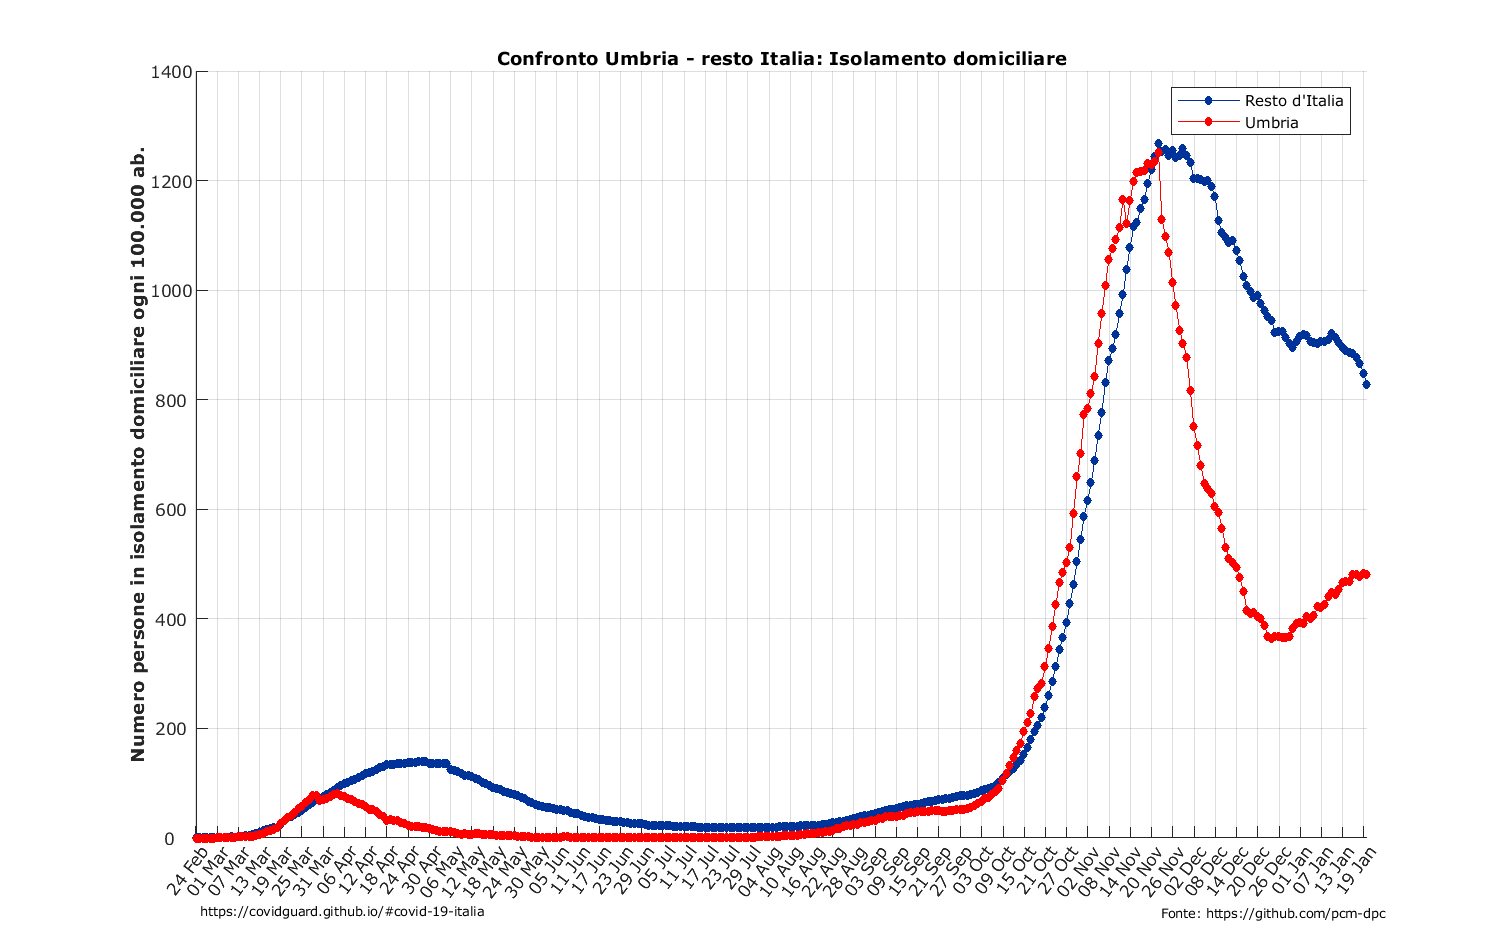 Confronto Umbria - resto Italia: Isolamento domiciliare
Numero persone in isolamento domiciliare ogni 100.000 ab.
1400
1200
1000
800
600
400
200
0
Resto d'Italia
Umbria
24 Feb
01 Mar
07 Mar
13 Mar
19 Mar
25 Mar
31 Mar
06 Apr
12 Apr
18 Apr
24 Apr
30 Apr
06 May
12 May
18 May
24 May
30 May
05 Jun
11 Jun
17 Jun
23 Jun
29 Jun
05 Jul
11 Jul
17 Jul
23 Jul
29 Jul
04 Aug
10 Aug
16 Aug
22 Aug
28 Aug
03 Sep
09 Sep
15 Sep
21 Sep
27 Sep
03 Oct
09 Oct
15 Oct
21 Oct
27 Oct
02 Nov
08 Nov
14 Nov
20 Nov
26 Nov
02 Dec
08 Dec
14 Dec
20 Dec
26 Dec
01 Jan
07 Jan
13 Jan
19 Jan
https://covidguard.github.io/#covid-19-italia
Fonte: https://github.com/pcm-dpc